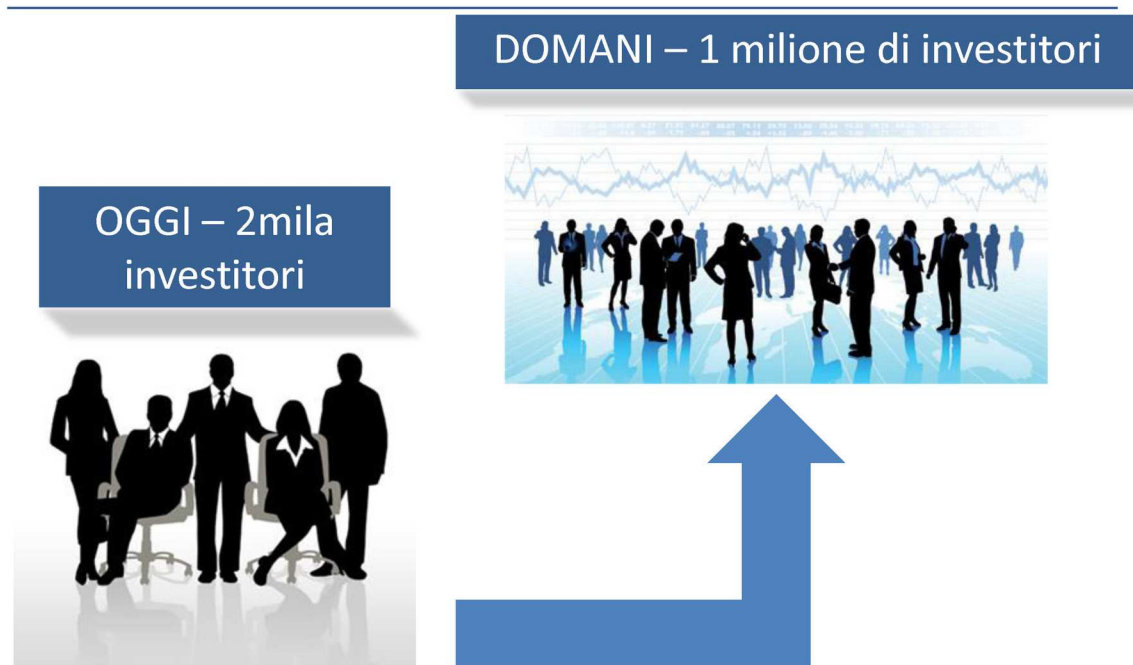 DOMANI – 1 milione di investitori
OGGI – 2mila
investitori